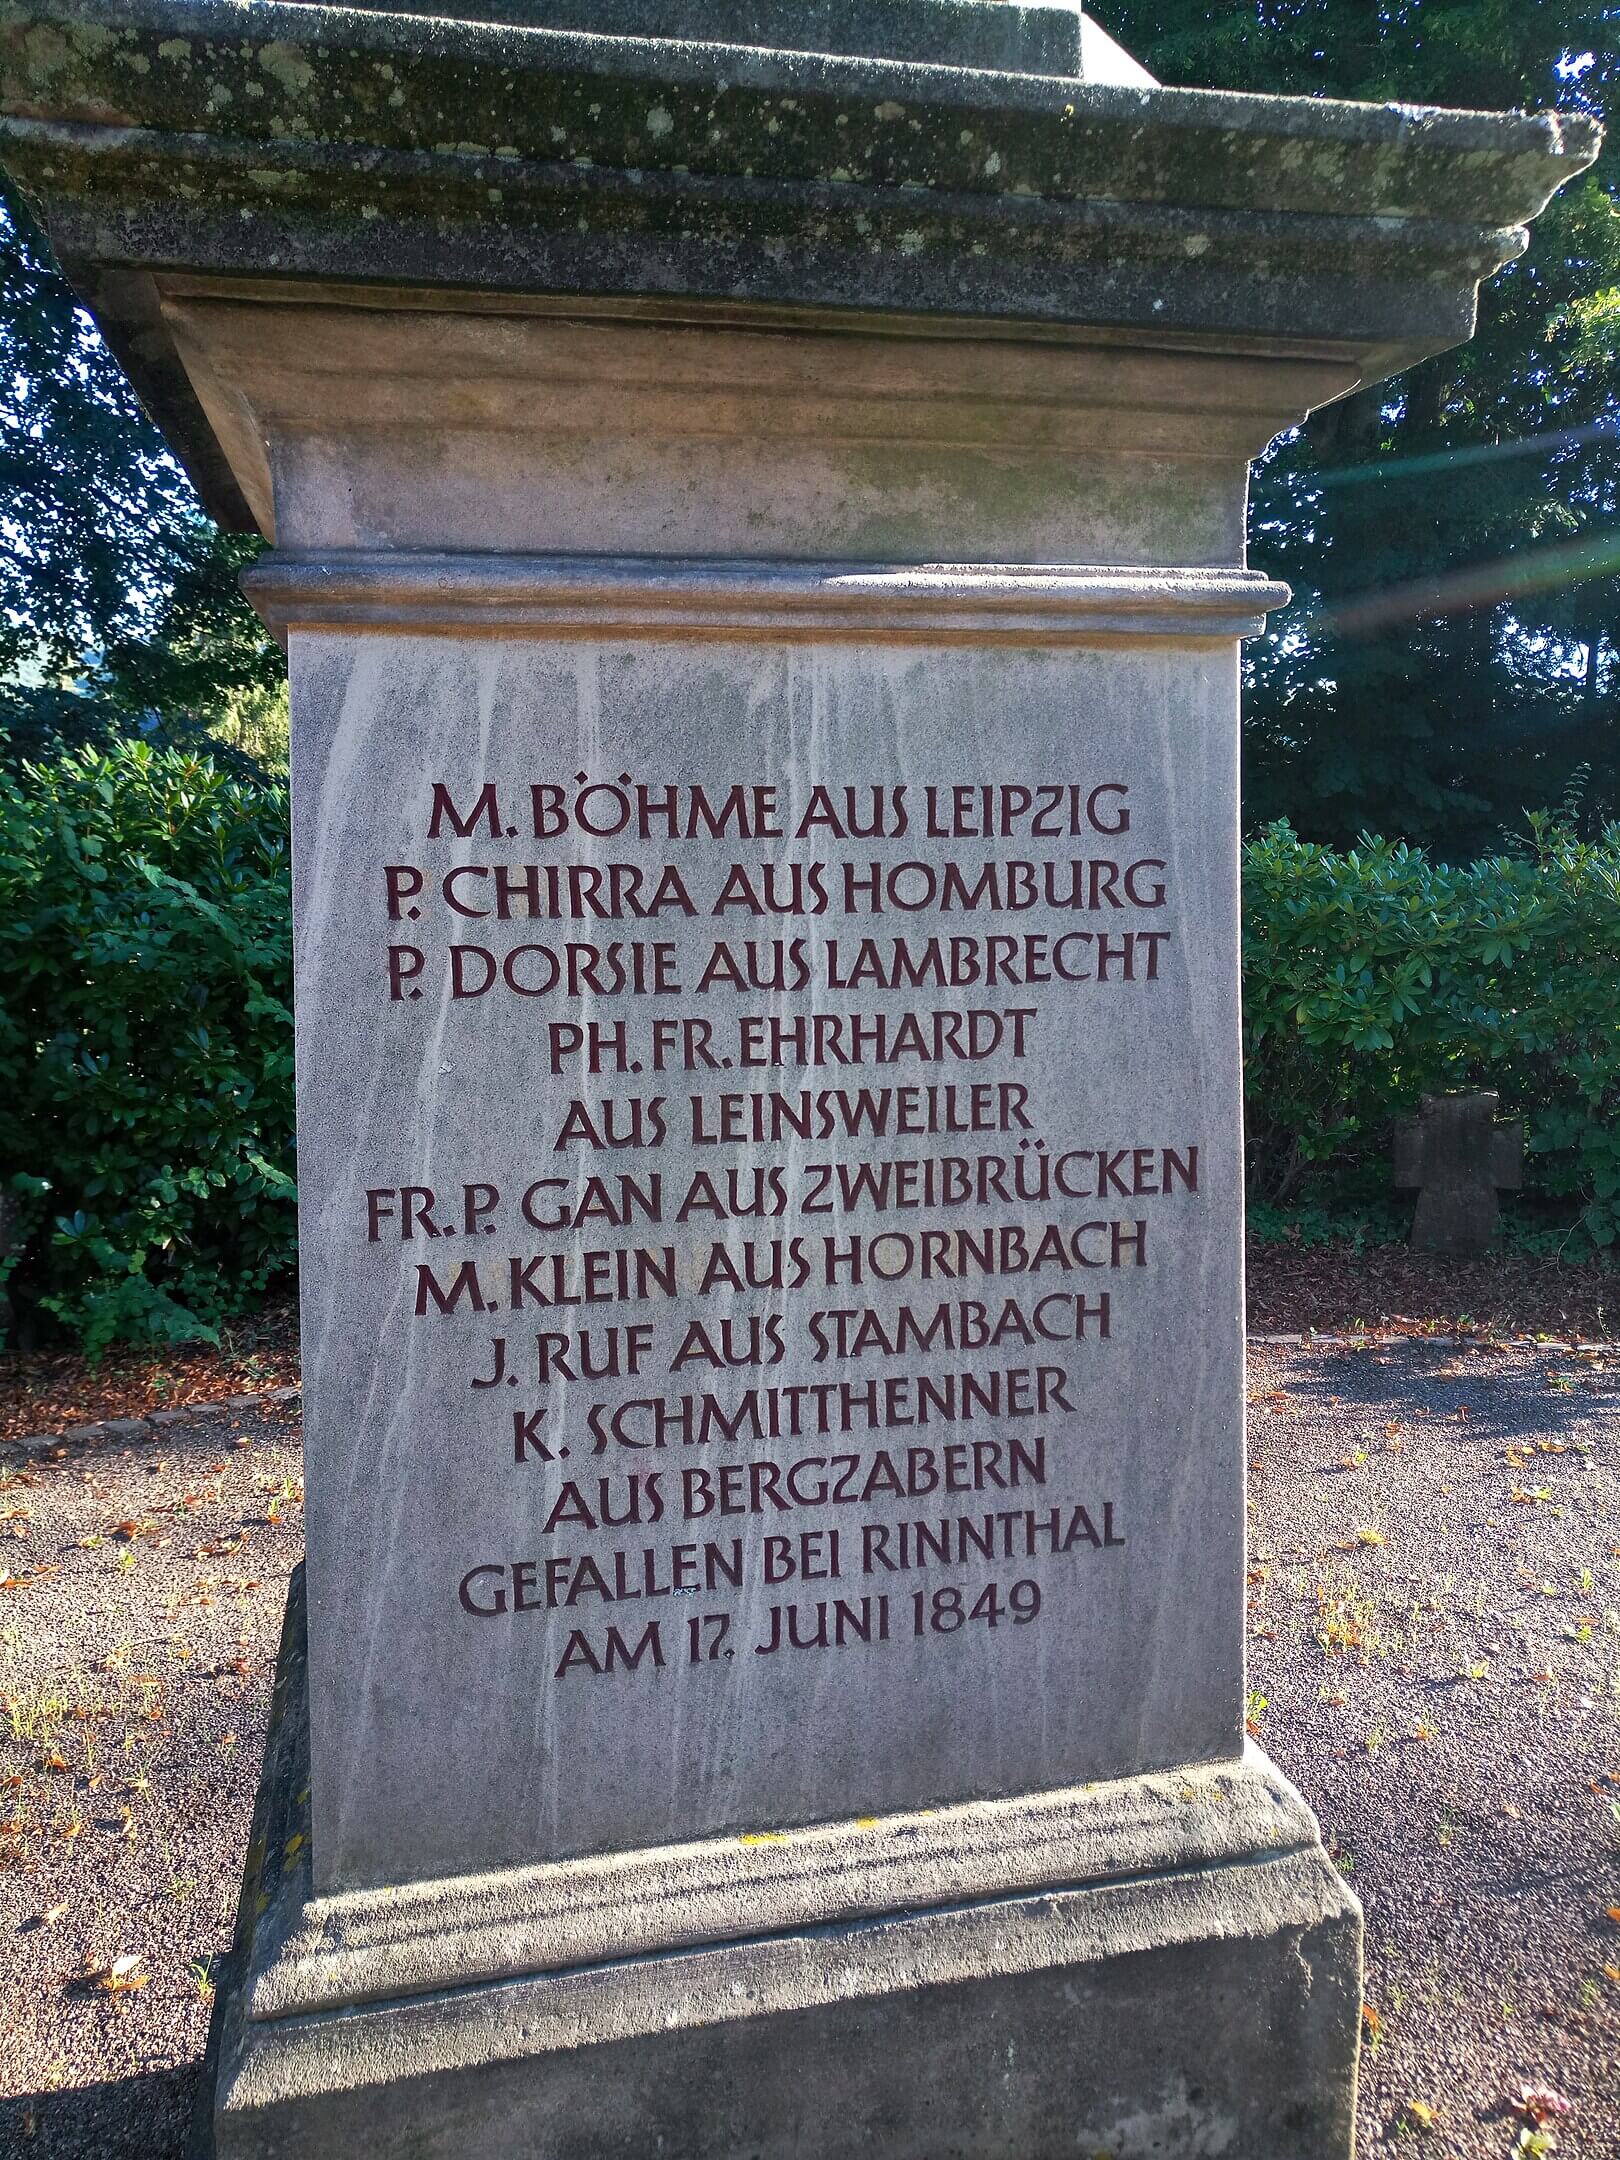 M. BÖHME AUS LEIPZIG
P. CHIRRA AUS HOMBURG
P. DORSIE AUS LAMBRECHT
PH. FR. EHRHARDT
AUS LEINSWEILER
FR. P. GAN AUS ZWEIBRÜCKEN
M. KLEIN AUS HORNBACH
J. RUF AUS STAMBACH
K. SCHMITTHENNER
AUS BERGZABERN
GEFALLEN BEI RINNTHAL
AM 17. JUNI 1849